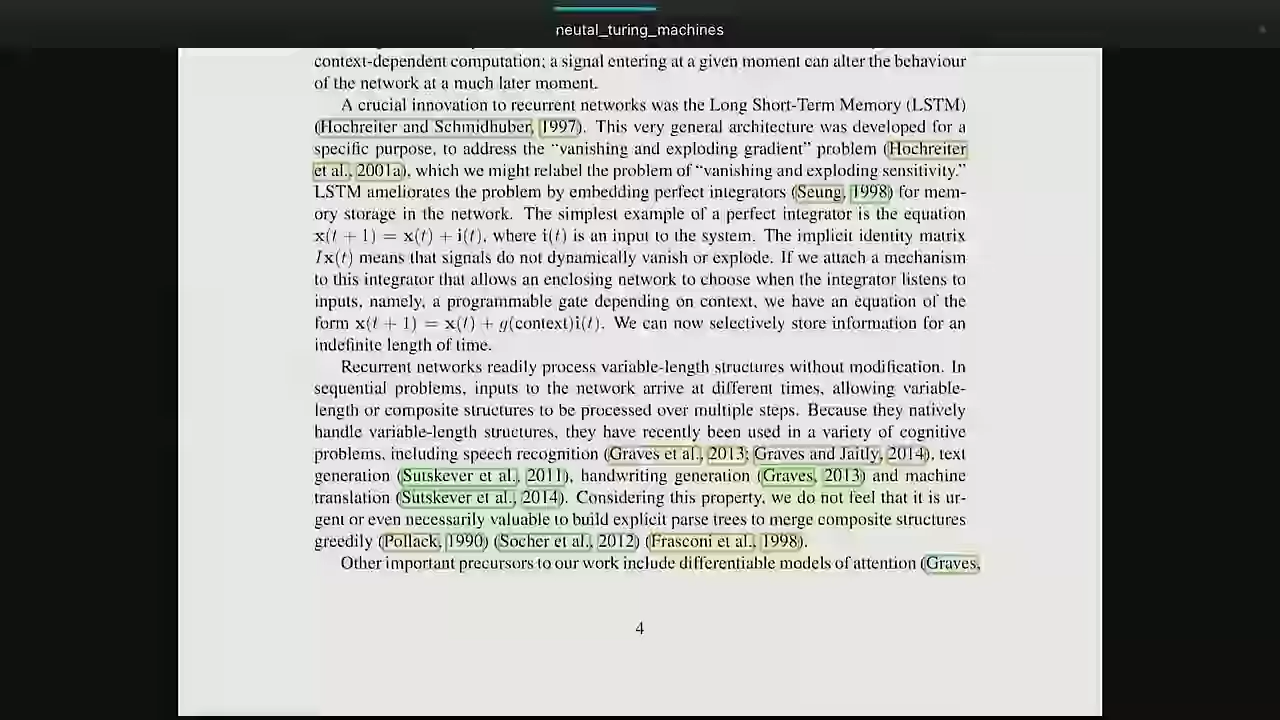 neutal_turing_machines
context-dependent computation; a signal entering at a given moment can alter the behaviour
of the network at a much later moment.
A crucial innovation to recurrent networks was the Long Short-Term Memory (LSTM)
(Hochreiter and Schmidhuber, 1997). This very general architecture was developed for a
specific purpose, to address the “vanishing and exploding gradient” problem (Hochreiter
et al., 2001a), which we might relabel the problem of “vanishing and exploding sensitivity.”
LSTM ameliorates the problem by embedding perfect integrators (Seung, 1998) for mem-
ory storage in the network. The simplest example of a perfect integrator is the equation
x(t + 1) = x(t) + i(t), where i(t) is an input to the system. The implicit identity matrix
Ix(t) means that signals do not dynamically vanish or explode. If we attach a mechanism
to this integrator that allows an enclosing network to choose when the integrator listens to
inputs, namely, a programmable gate depending on context, we have an equation of the
form x(t + 1) = x(t) + g(context)i(t). We can now selectively store information for an
indefinite length of time.
Recurrent networks readily process variable-length structures without modification. In
sequential problems, inputs to the network arrive at different times, allowing variable-
length or composite structures to be processed over multiple steps. Because they natively
handle variable-length structures, they have recently been used in a variety of cognitive
problems, including speech recognition (Graves et al., 2013; Graves and Jaitly, 2014), text
generation (Sutskever et al., 2011), handwriting generation (Graves, 2013) and machine
translation (Sutskever et al., 2014). Considering this property, we do not feel that it is ur-
gent or even necessarily valuable to build explicit parse trees to merge composite structures
greedily (Pollack, 1990) (Socher et al., 2012) (Frasconi et al., 1998).
Other important precursors to our work include differentiable models of attention (Graves,
4